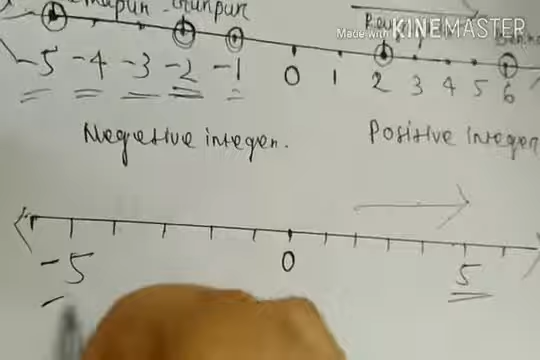 Made with KINEMASTER
-5 -4 -3 -2 -1 0 1 2 3 4 5 6
Negative integer. Positive integer
-5 0 5